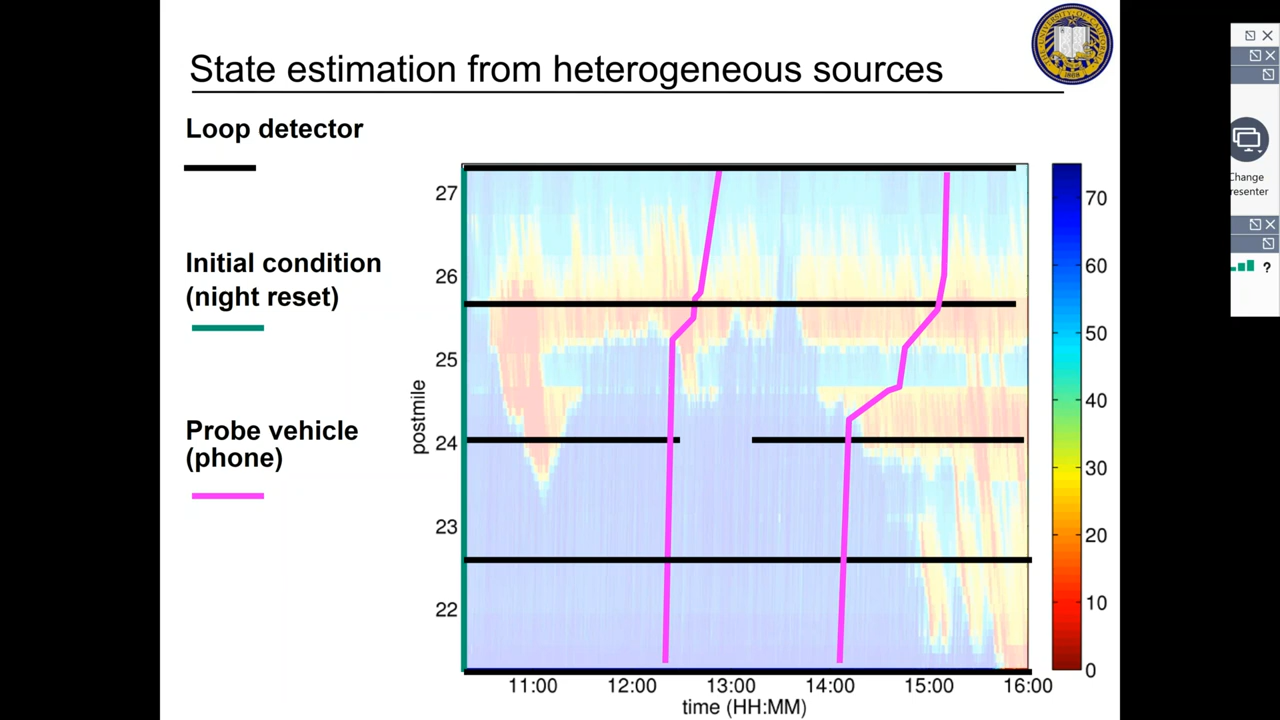 State estimation from heterogeneous sources
Loop detector
Initial condition
(night reset)
Probe vehicle
(phone)
postmile
27
26
25
24
23
22
11:00
12:00
13:00
14:00
15:00
16:00
time (HH:MM)
70
60
50
40
30
20
10
0
Change
resenter
?